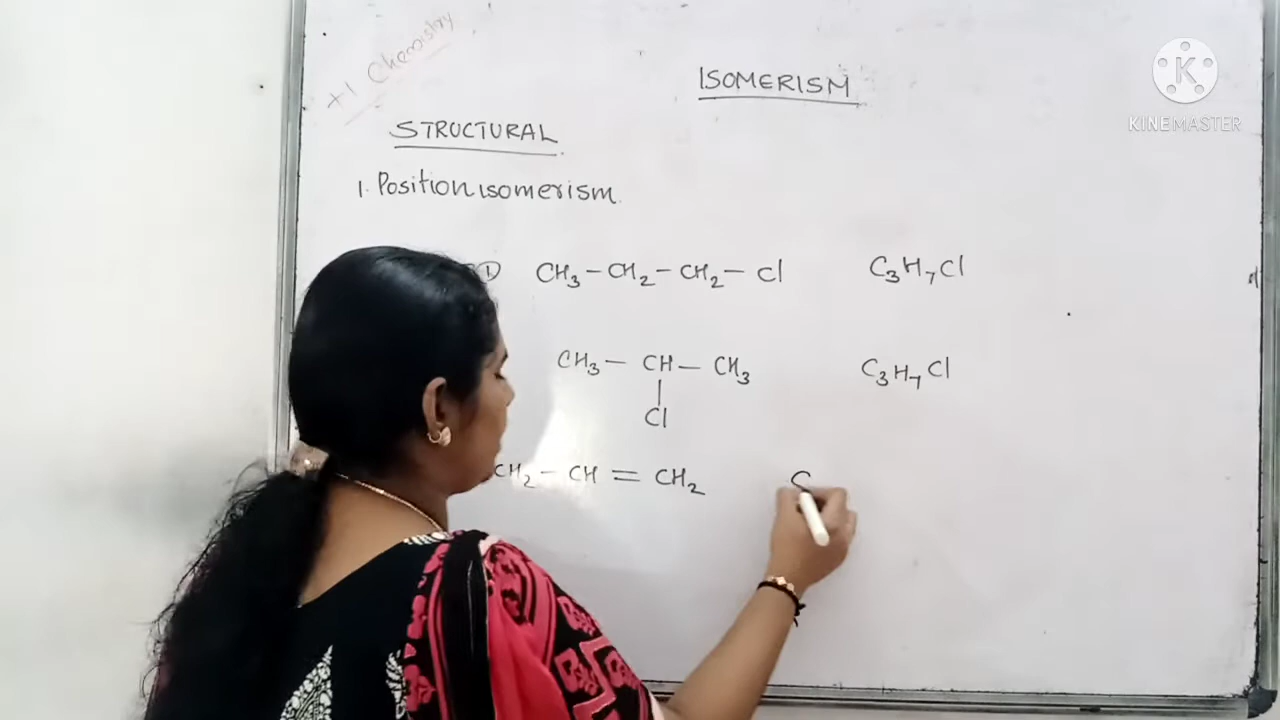 +1 Chemistry
ISOMERISM
KINEMASTER
STRUCTURAL
1. Position isomerism.
① CH₃ – CH₂ – CH₂ – Cl C₃H₇Cl
CH₃ – CH – CH₃ C₃H₇Cl
|
Cl
CH₂ – CH = CH₂ C